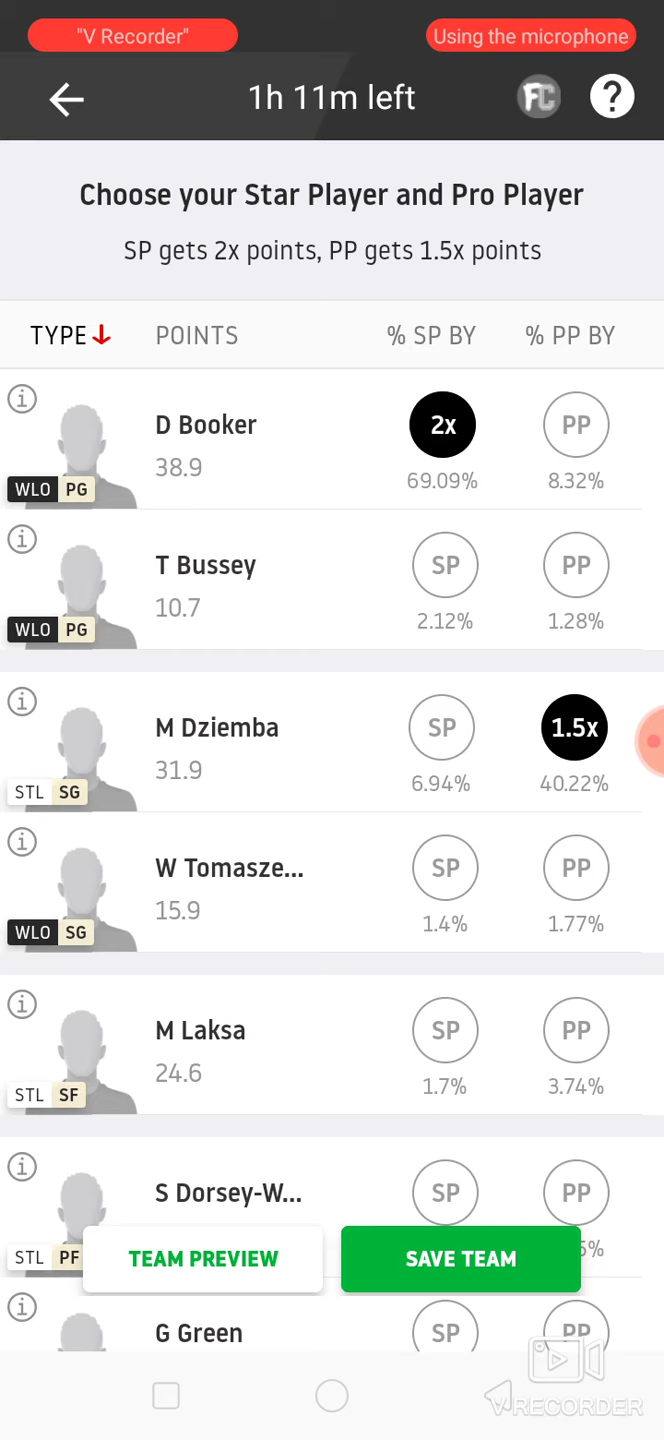 "V Recorder"
Using the microphone
1h 11m left
FC
?
Choose your Star Player and Pro Player
SP gets 2x points, PP gets 1.5x points
TYPE POINTS % SP BY % PP BY
D Booker
38.9
2x
69.09%
PP
8.32%
WLO PG
T Bussey
10.7
SP
2.12%
PP
1.28%
WLO PG
M Dziemba
31.9
SP
6.94%
1.5x
40.22%
STL SG
W Tomasze...
15.9
SP
1.4%
PP
1.77%
WLO SG
M Laksa
24.6
SP
1.7%
PP
3.74%
STL SF
S Dorsey-W...
SP
PP
STL PF
TEAM PREVIEW
SAVE TEAM
G Green
SP
PP
V RECORDER